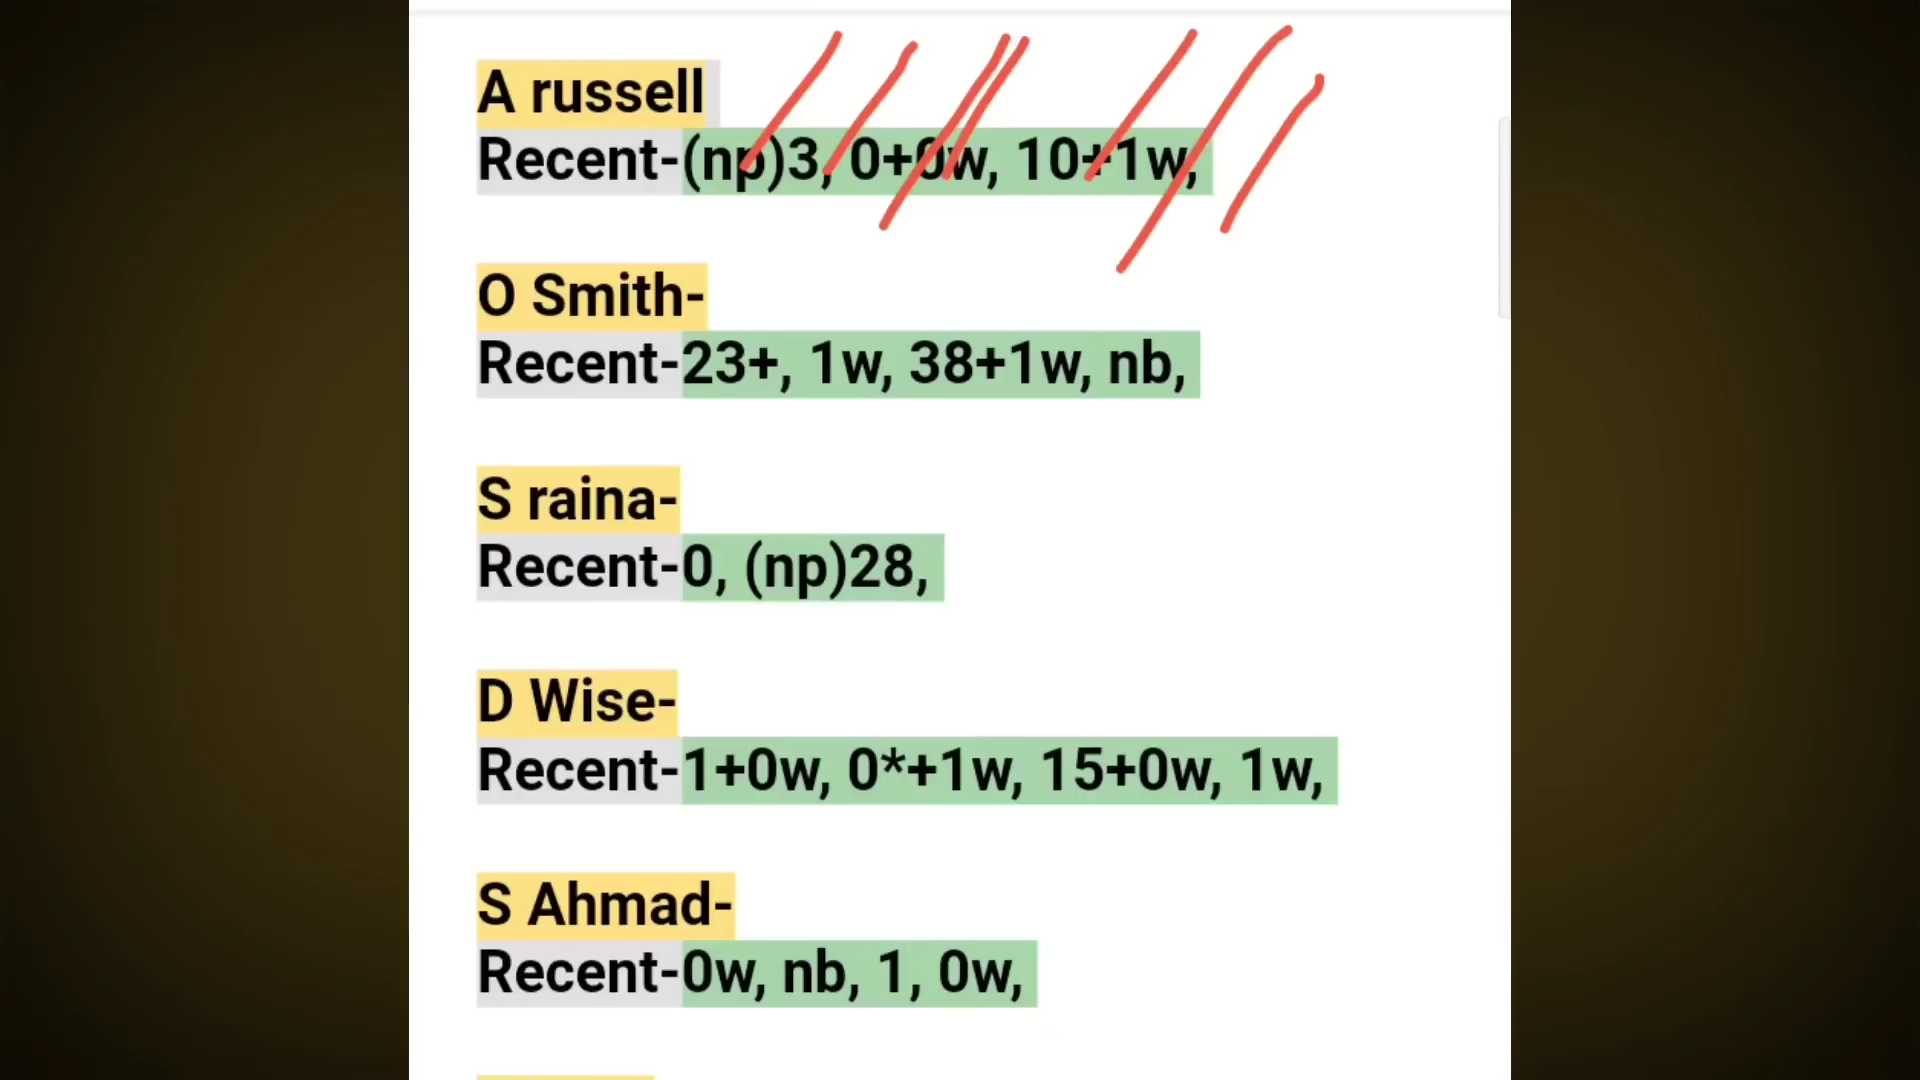 A russell
Recent-(np)3, 0+0w, 10+1w,
O Smith-
Recent-23+, 1w, 38+1w, nb,
S raina-
Recent-0, (np)28,
D Wise-
Recent-1+0w, 0*+1w, 15+0w, 1w,
S Ahmad-
Recent-0w, nb, 1, 0w,